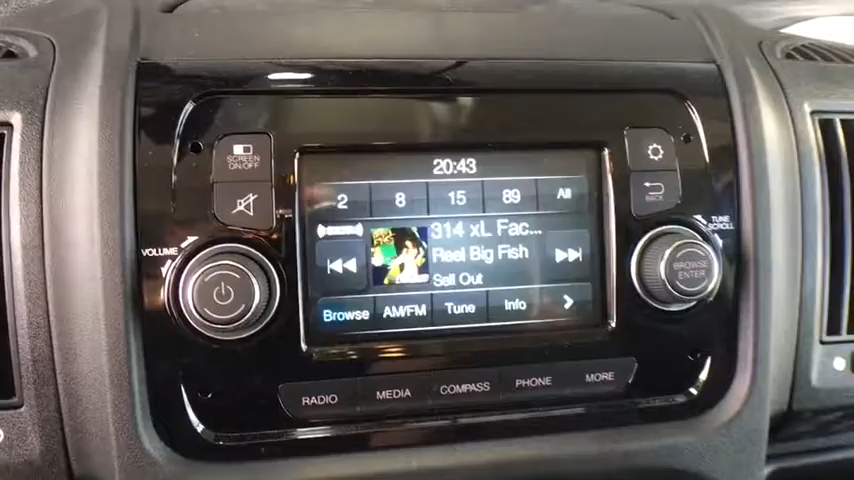 20:43
SCREEN
ON/OFF
2 8 15 89 All
BACK
314 xL Fac...
Reel Big Fish
Sell Out
VOLUME
TUNE
SCROLL
BROWSE
ENTER
Browse AM/FM Tune Info
RADIO MEDIA COMPASS PHONE MORE